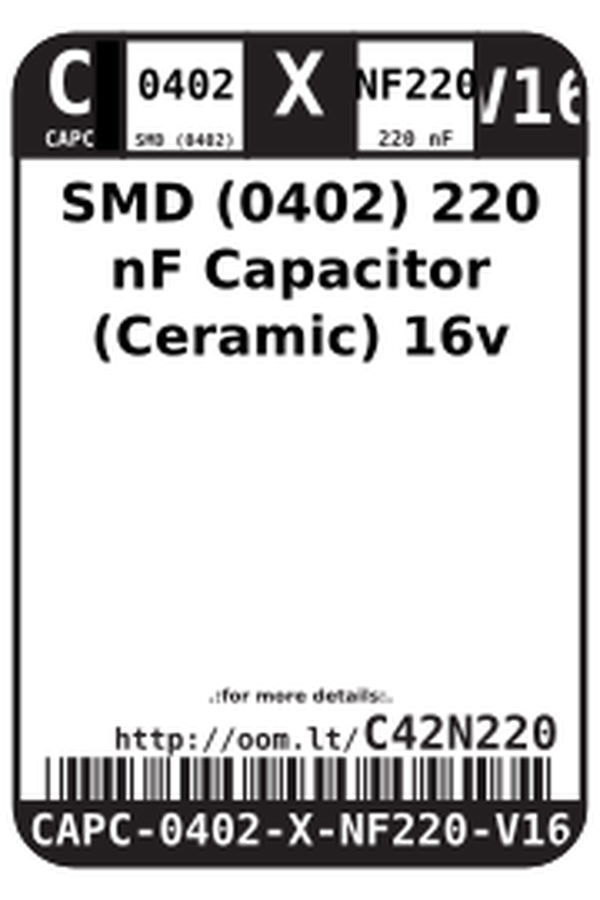 C 0402 X NF220 V16
CAPC SMD (0402) 220 nF
SMD (0402) 220
nF Capacitor
(Ceramic) 16v
.:for more details:.
http://oom.lt/C42N220
CAPC-0402-X-NF220-V16